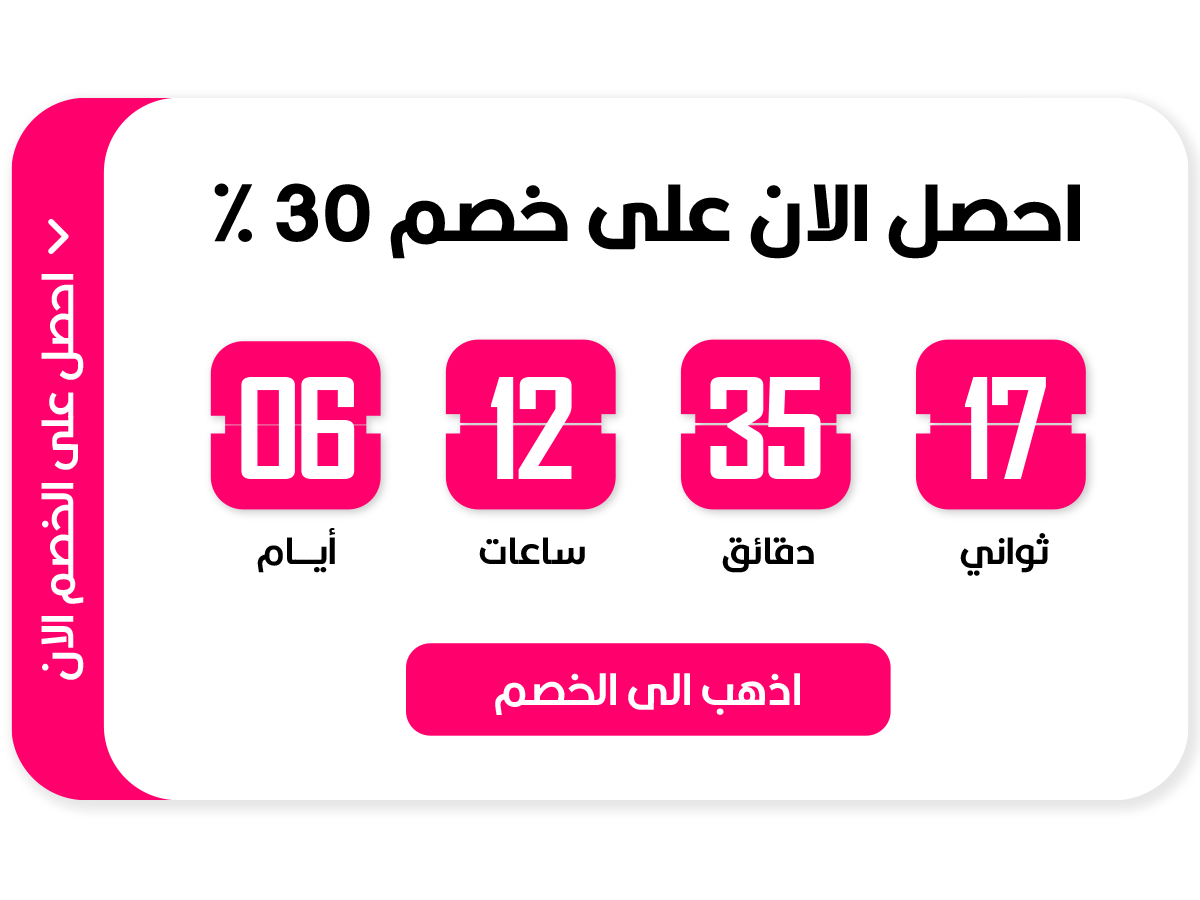 احصل الان على خصم 30 ٪
17 35 12 06
ثواني دقائق ساعات أيـــام
اذهب الى الخصم
احصل على الخصم الان